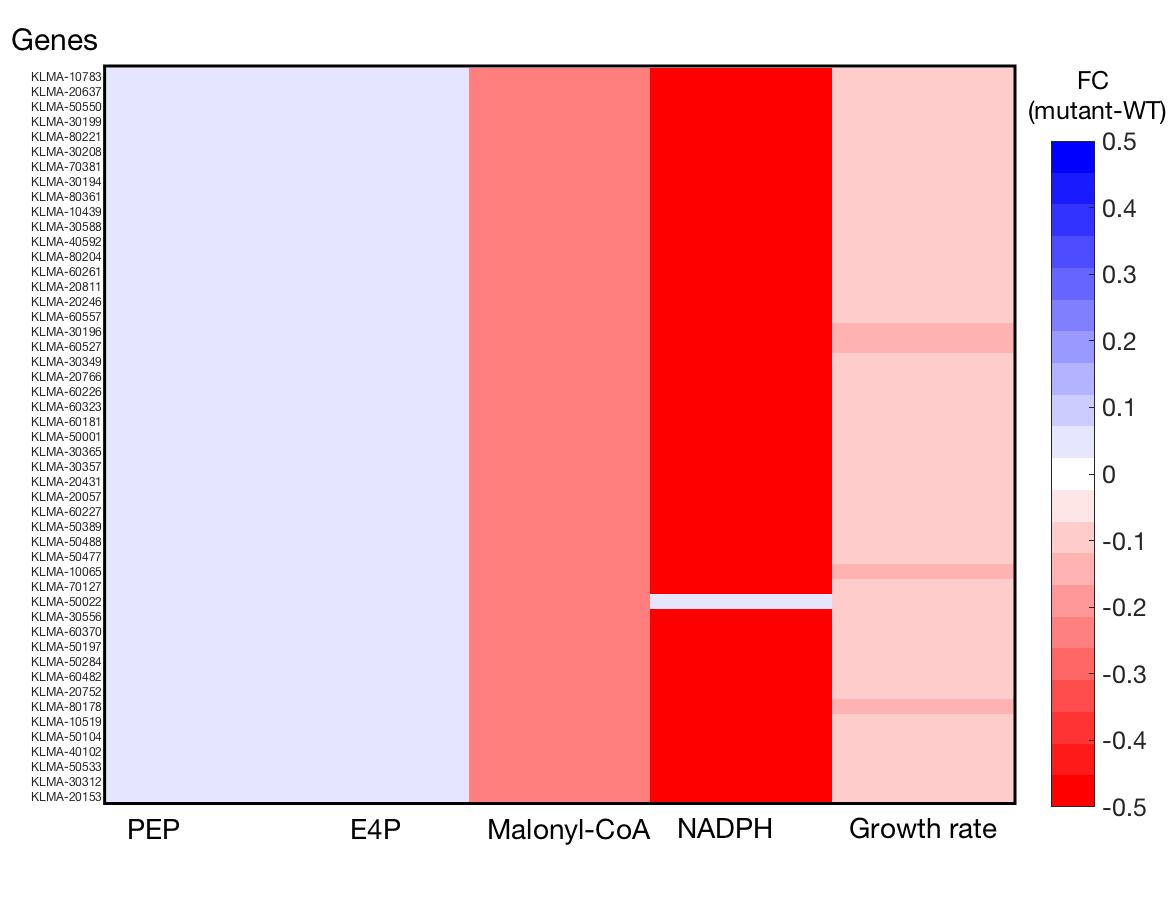 Genes
KLMA-10783
KLMA-20637
KLMA-50550
KLMA-30199
KLMA-80221
KLMA-30208
KLMA-70381
KLMA-30194
KLMA-80361
KLMA-10439
KLMA-30588
KLMA-40592
KLMA-80204
KLMA-60261
KLMA-20811
KLMA-20246
KLMA-60557
KLMA-30196
KLMA-60527
KLMA-30349
KLMA-20766
KLMA-60226
KLMA-60323
KLMA-60181
KLMA-50001
KLMA-30365
KLMA-30357
KLMA-20431
KLMA-20057
KLMA-60227
KLMA-50389
KLMA-50488
KLMA-50477
KLMA-10065
KLMA-70127
KLMA-50022
KLMA-30556
KLMA-60370
KLMA-50197
KLMA-50284
KLMA-60482
KLMA-20752
KLMA-80178
KLMA-10519
KLMA-50104
KLMA-40102
KLMA-50533
KLMA-30312
KLMA-20153
PEP E4P Malonyl-CoA NADPH Growth rate
FC
(mutant-WT)
0.5
0.4
0.3
0.2
0.1
0
-0.1
-0.2
-0.3
-0.4
-0.5